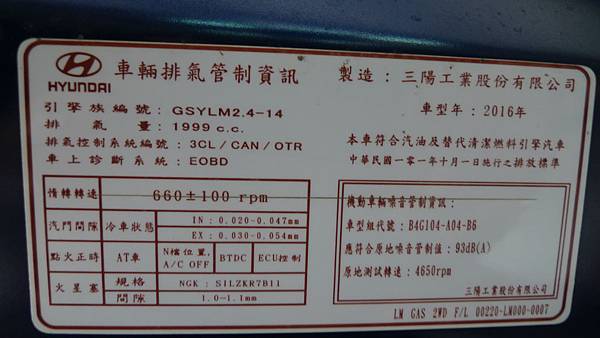 HYUNDAI 車輛排氣管制資訊 製造：三陽工業股份有限公司
引擎族編號：GSYLM2.4-14 車型年：2016年
排氣量：1999 c.c.
排氣控制系統編號：3CL/CAN/OTR 本車符合汽油及替代清潔燃料引擎汽車
車上診斷系統：EOBD 中華民國一○一年十月一日施行之排放標準
惰轉轉速 660±100 rpm
汽門間隙 冷車狀態 IN : 0.020-0.047mm
EX : 0.030-0.054mm
點火正時 AT車 N檔位置, A/C OFF BTDC ECU控制
火星塞 規格 NGK : SILZKR7B11
間隙 1.0-1.1mm
機動車輛噪音管制資訊：
車型組代號：B4G104-A04-B6
應符合原地噪音管制值：93dB(A)
原地測試轉速：4650rpm
三陽工業股份有限公司
LM GAS 2WD F/L 00220-LM000-0007